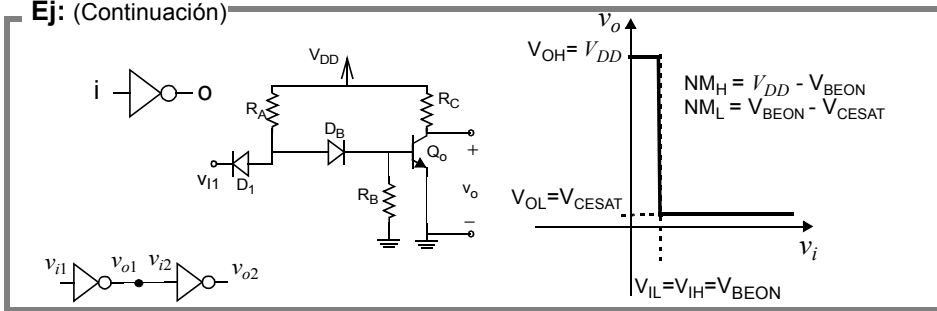 Ej: (Continuación)
i o
V_DD
R_A
R_C
D_B
Q_o
v_I1
D_1
R_B
+
v_o
−
v_i1 v_o1 v_i2 v_o2
v_o
V_OH = V_DD
NM_H = V_DD - V_BEON
NM_L = V_BEON - V_CESAT
V_OL=V_CESAT
v_i
V_IL=V_IH=V_BEON